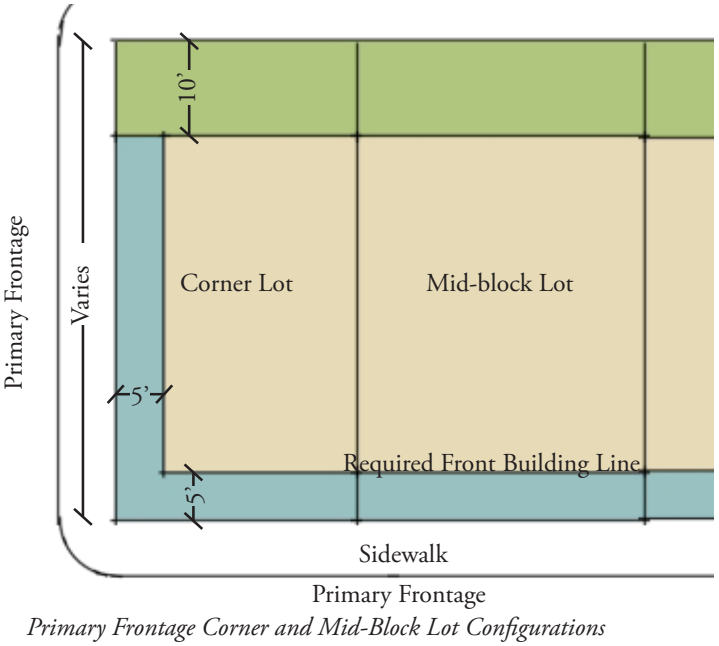 10’
Primary Frontage
Varies
Corner Lot
Mid-block Lot
5’
Required Front Building Line
5’
Sidewalk
Primary Frontage
Primary Frontage Corner and Mid-Block Lot Configurations